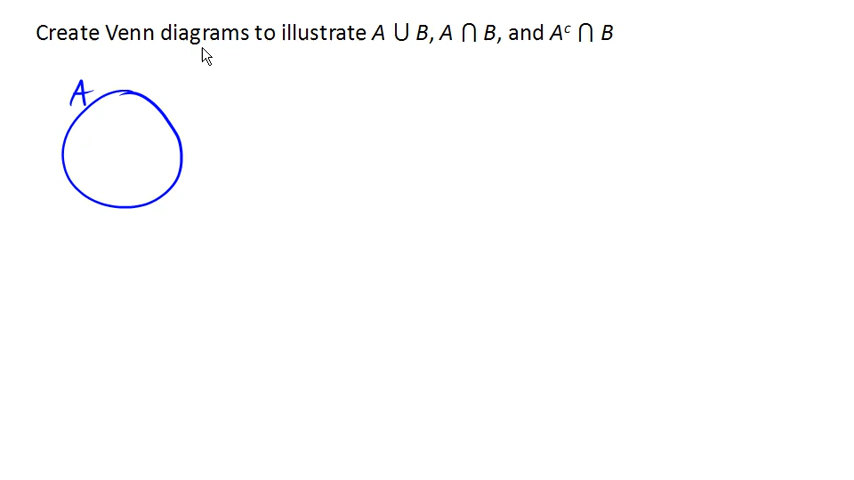 Create Venn diagrams to illustrate A ⋃ B, A ⋂ B, and Aᶜ ⋂ B
A